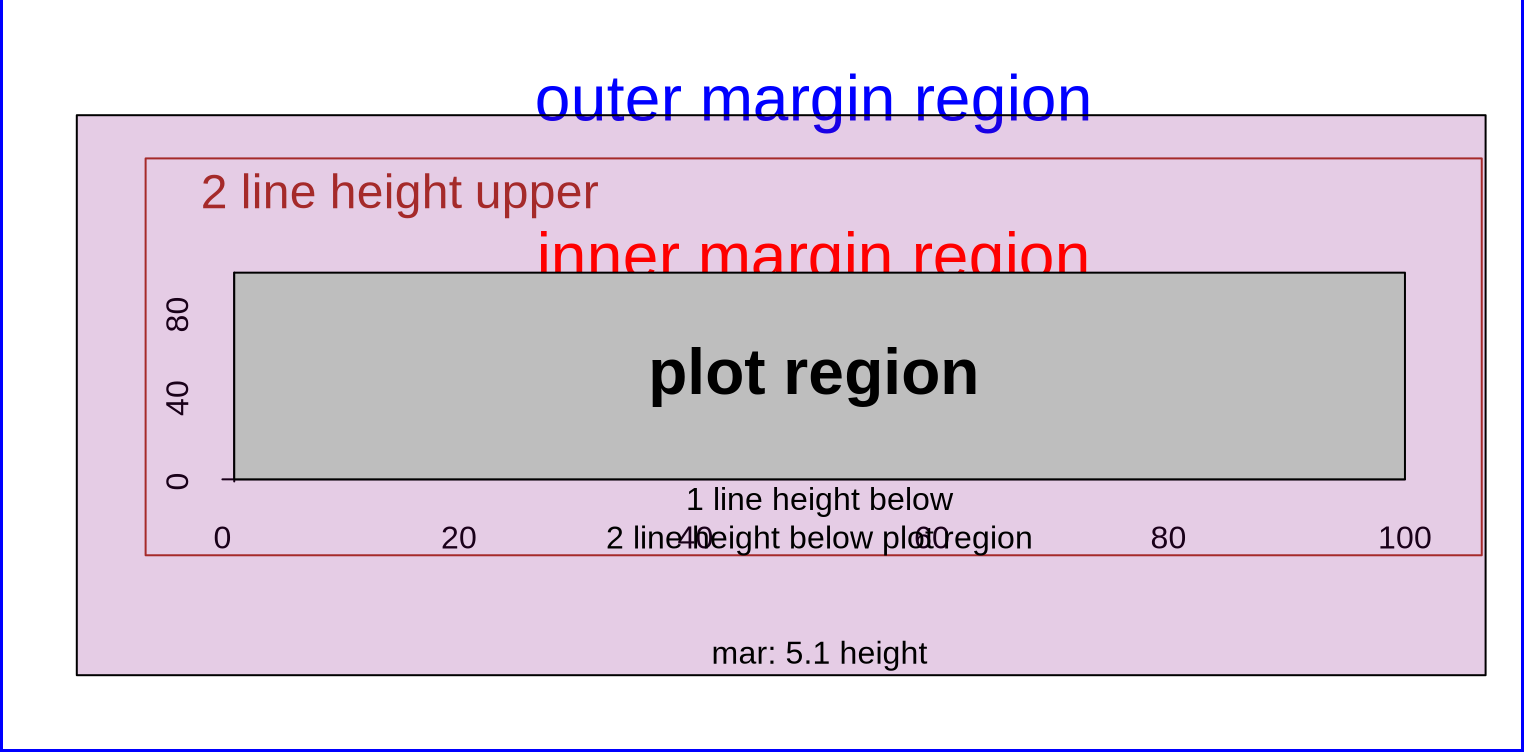 outer margin region
2 line height upper
inner margin region
80
plot region
40
0
1 line height below
0 20 40 60 80 100
2 line height below plot region
mar: 5.1 height